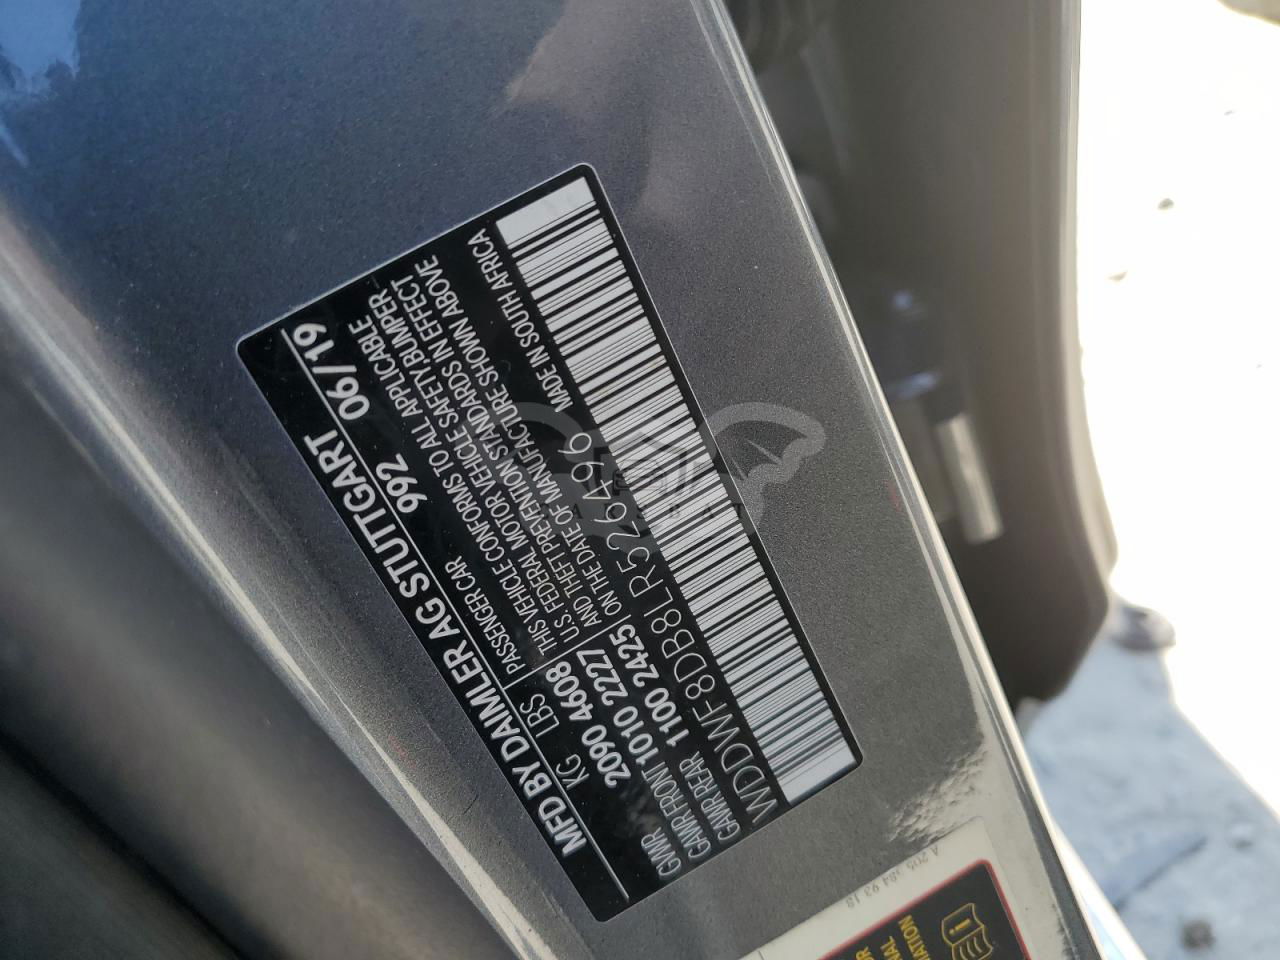 MFD BY DAIMLER AG STUTTGART 06/19
KG LBS 992
GVWR 2090 4608
GAWR FRONT 1010 2227
GAWR REAR 1100 2425
PASSENGER CAR
THIS VEHICLE CONFORMS TO ALL APPLICABLE
U.S. FEDERAL MOTOR VEHICLE SAFETY,BUMPER
AND THEFT PREVENTION STANDARDS IN EFFECT
ON THE DATE OF MANUFACTURE SHOWN ABOVE
WDDWF8DB8LR526496 MADE IN SOUTH AFRICA